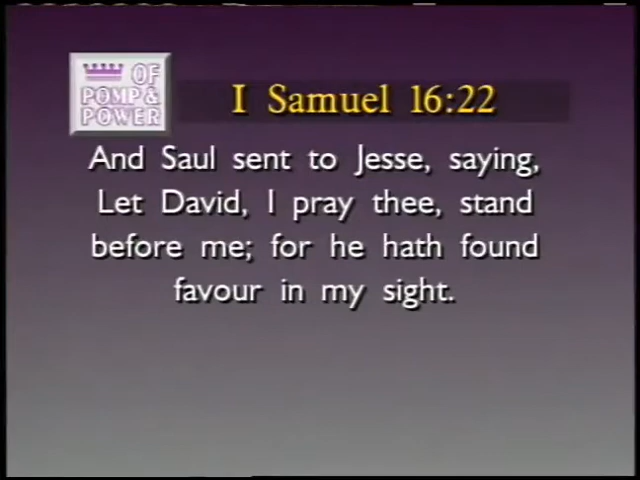 OF
POMP &
POWER
I Samuel 16:22
And Saul sent to Jesse, saying,
Let David, I pray thee, stand
before me; for he hath found
favour in my sight.